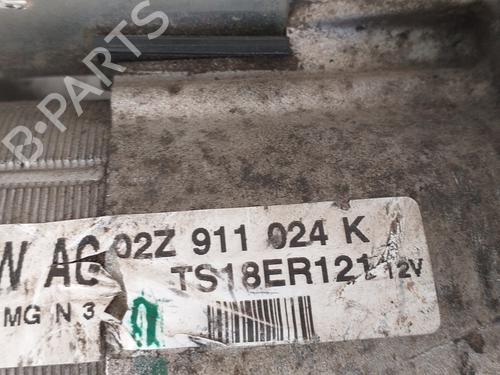 B-PARTS
W AG 02Z 911 024 K
TS18ER121 12V
MG N 3